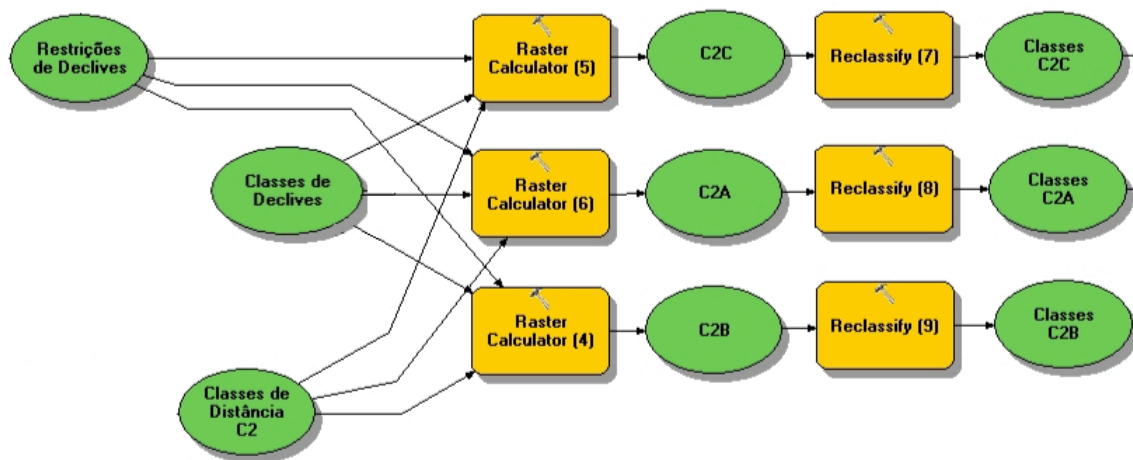 Restrições
de Declives
Raster
Calculator (5)
C2C
Reclassify (7)
Classes
C2C
Classes de
Declives
Raster
Calculator (6)
C2A
Reclassify (8)
Classes
C2A
Raster
Calculator (4)
C2B
Reclassify (9)
Classes
C2B
Classes de
Distância
C2